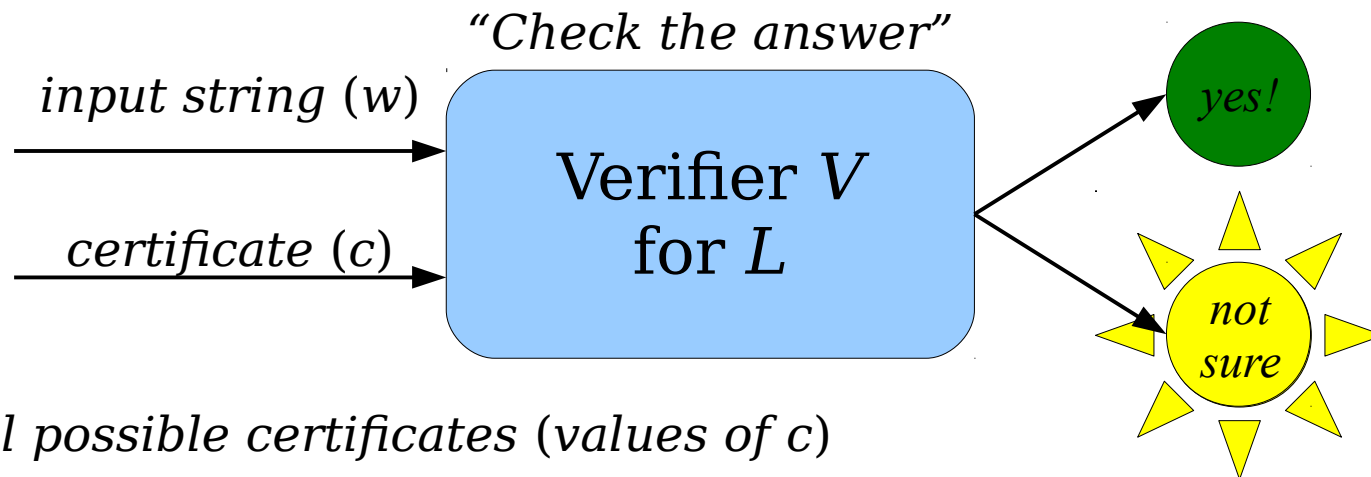 “Check the answer”
input string (w)
yes!
Verifier V
for L
certificate (c)
not
sure
possible certificates (values of c)